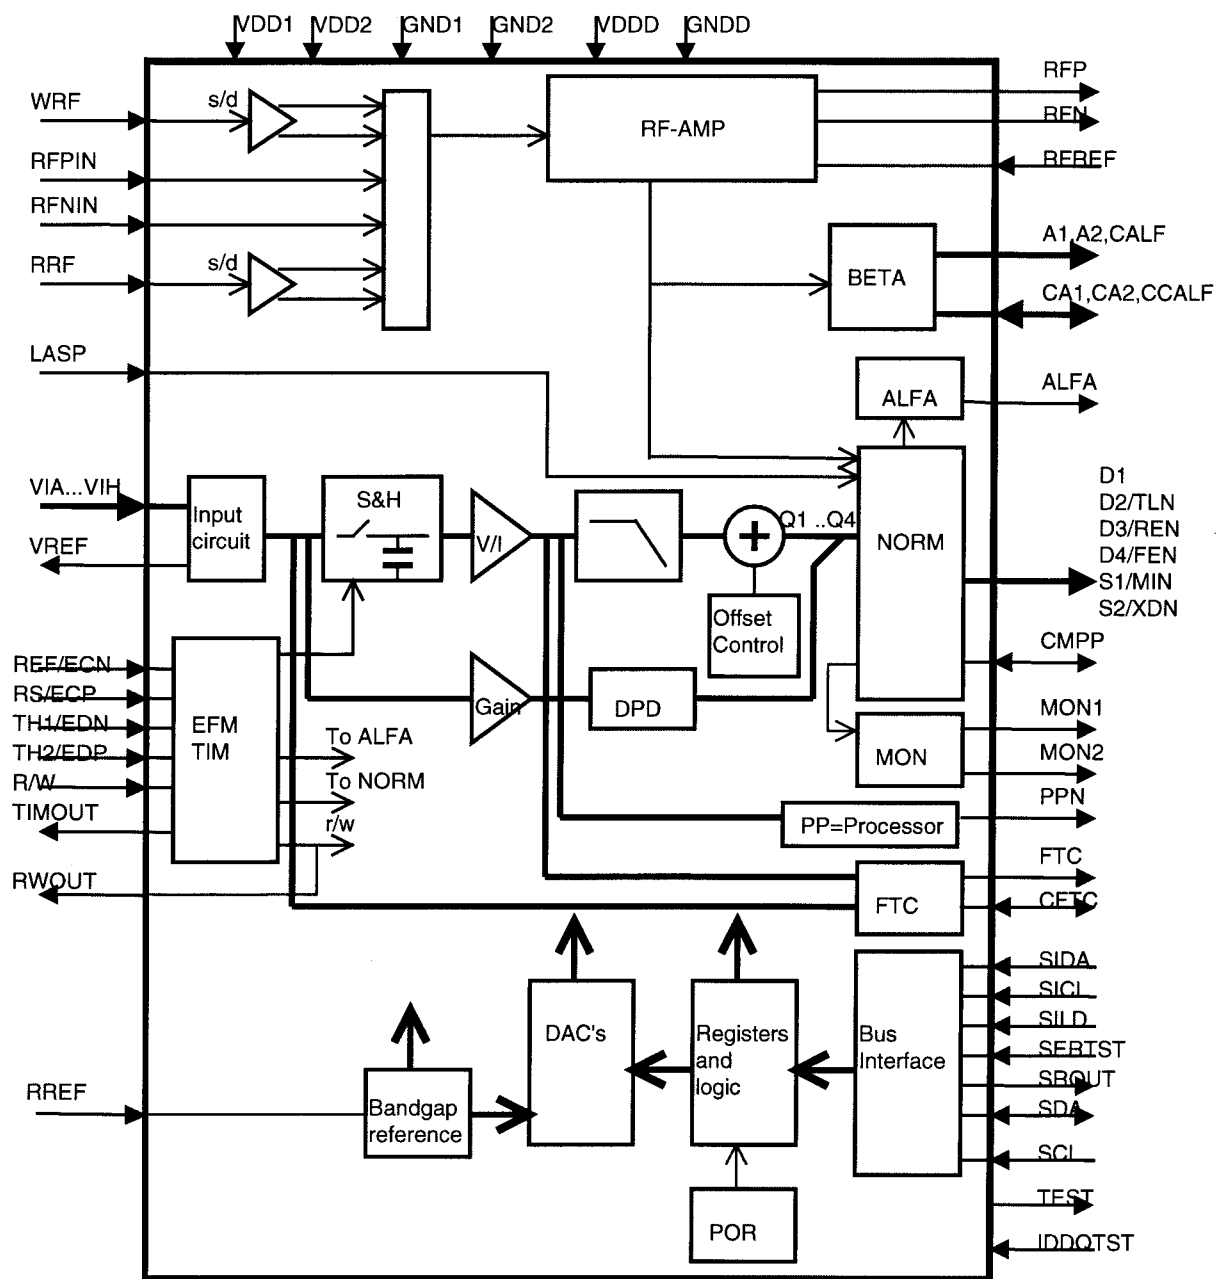 VDD1 VDD2 GND1 GND2 VDDD GNDD
WRF
s/d
RF-AMP
RFP
RFN
RFPIN
RFREF
RFNIN
RRF
s/d
BETA
A1,A2,CALF
CA1,CA2,CCALF
LASP
ALFA
ALFA
VIA...VIH
Input
circuit
S&H
V/I
Q1 ..Q4
NORM
D1
D2/TLN
D3/REN
D4/FEN
S1/MIN
S2/XDN
VREF
Offset
Control
CMPP
REF/ECN
RS/ECP
TH1/EDN
TH2/EDP
R/W
TIMOUT
RWOUT
EFM
TIM
To ALFA
To NORM
r/w
Gain
DPD
MON
MON1
MON2
PP=Processor
PPN
FTC
FTC
CFTC
DAC's
Registers
and
logic
Bus
Interface
SIDA
SICL
SILD
SERTST
SROUT
SDA
SCL
TEST
IDDQTST
RREF
Bandgap
reference
POR